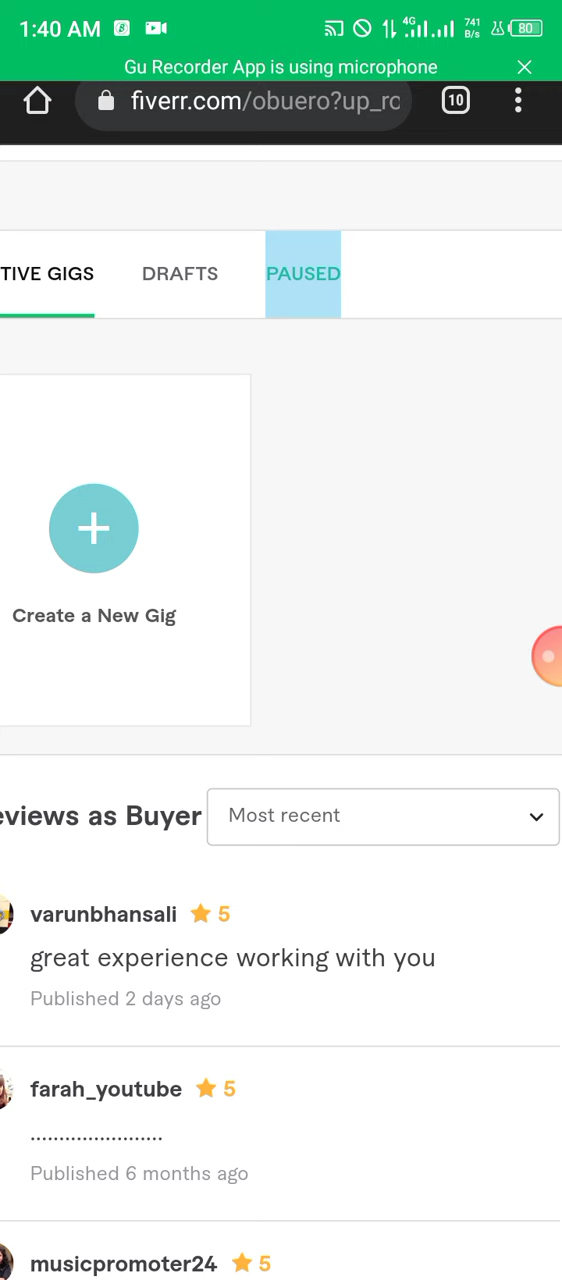 1:40 AM 4G 741 B/s 80
Gu Recorder App is using microphone
fiverr.com/obuero?up_ro 10
TIVE GIGS DRAFTS PAUSED
Create a New Gig
eviews as Buyer Most recent
varunbhansali 5
great experience working with you
Published 2 days ago
farah_youtube 5
.......................
Published 6 months ago
musicpromoter24 5